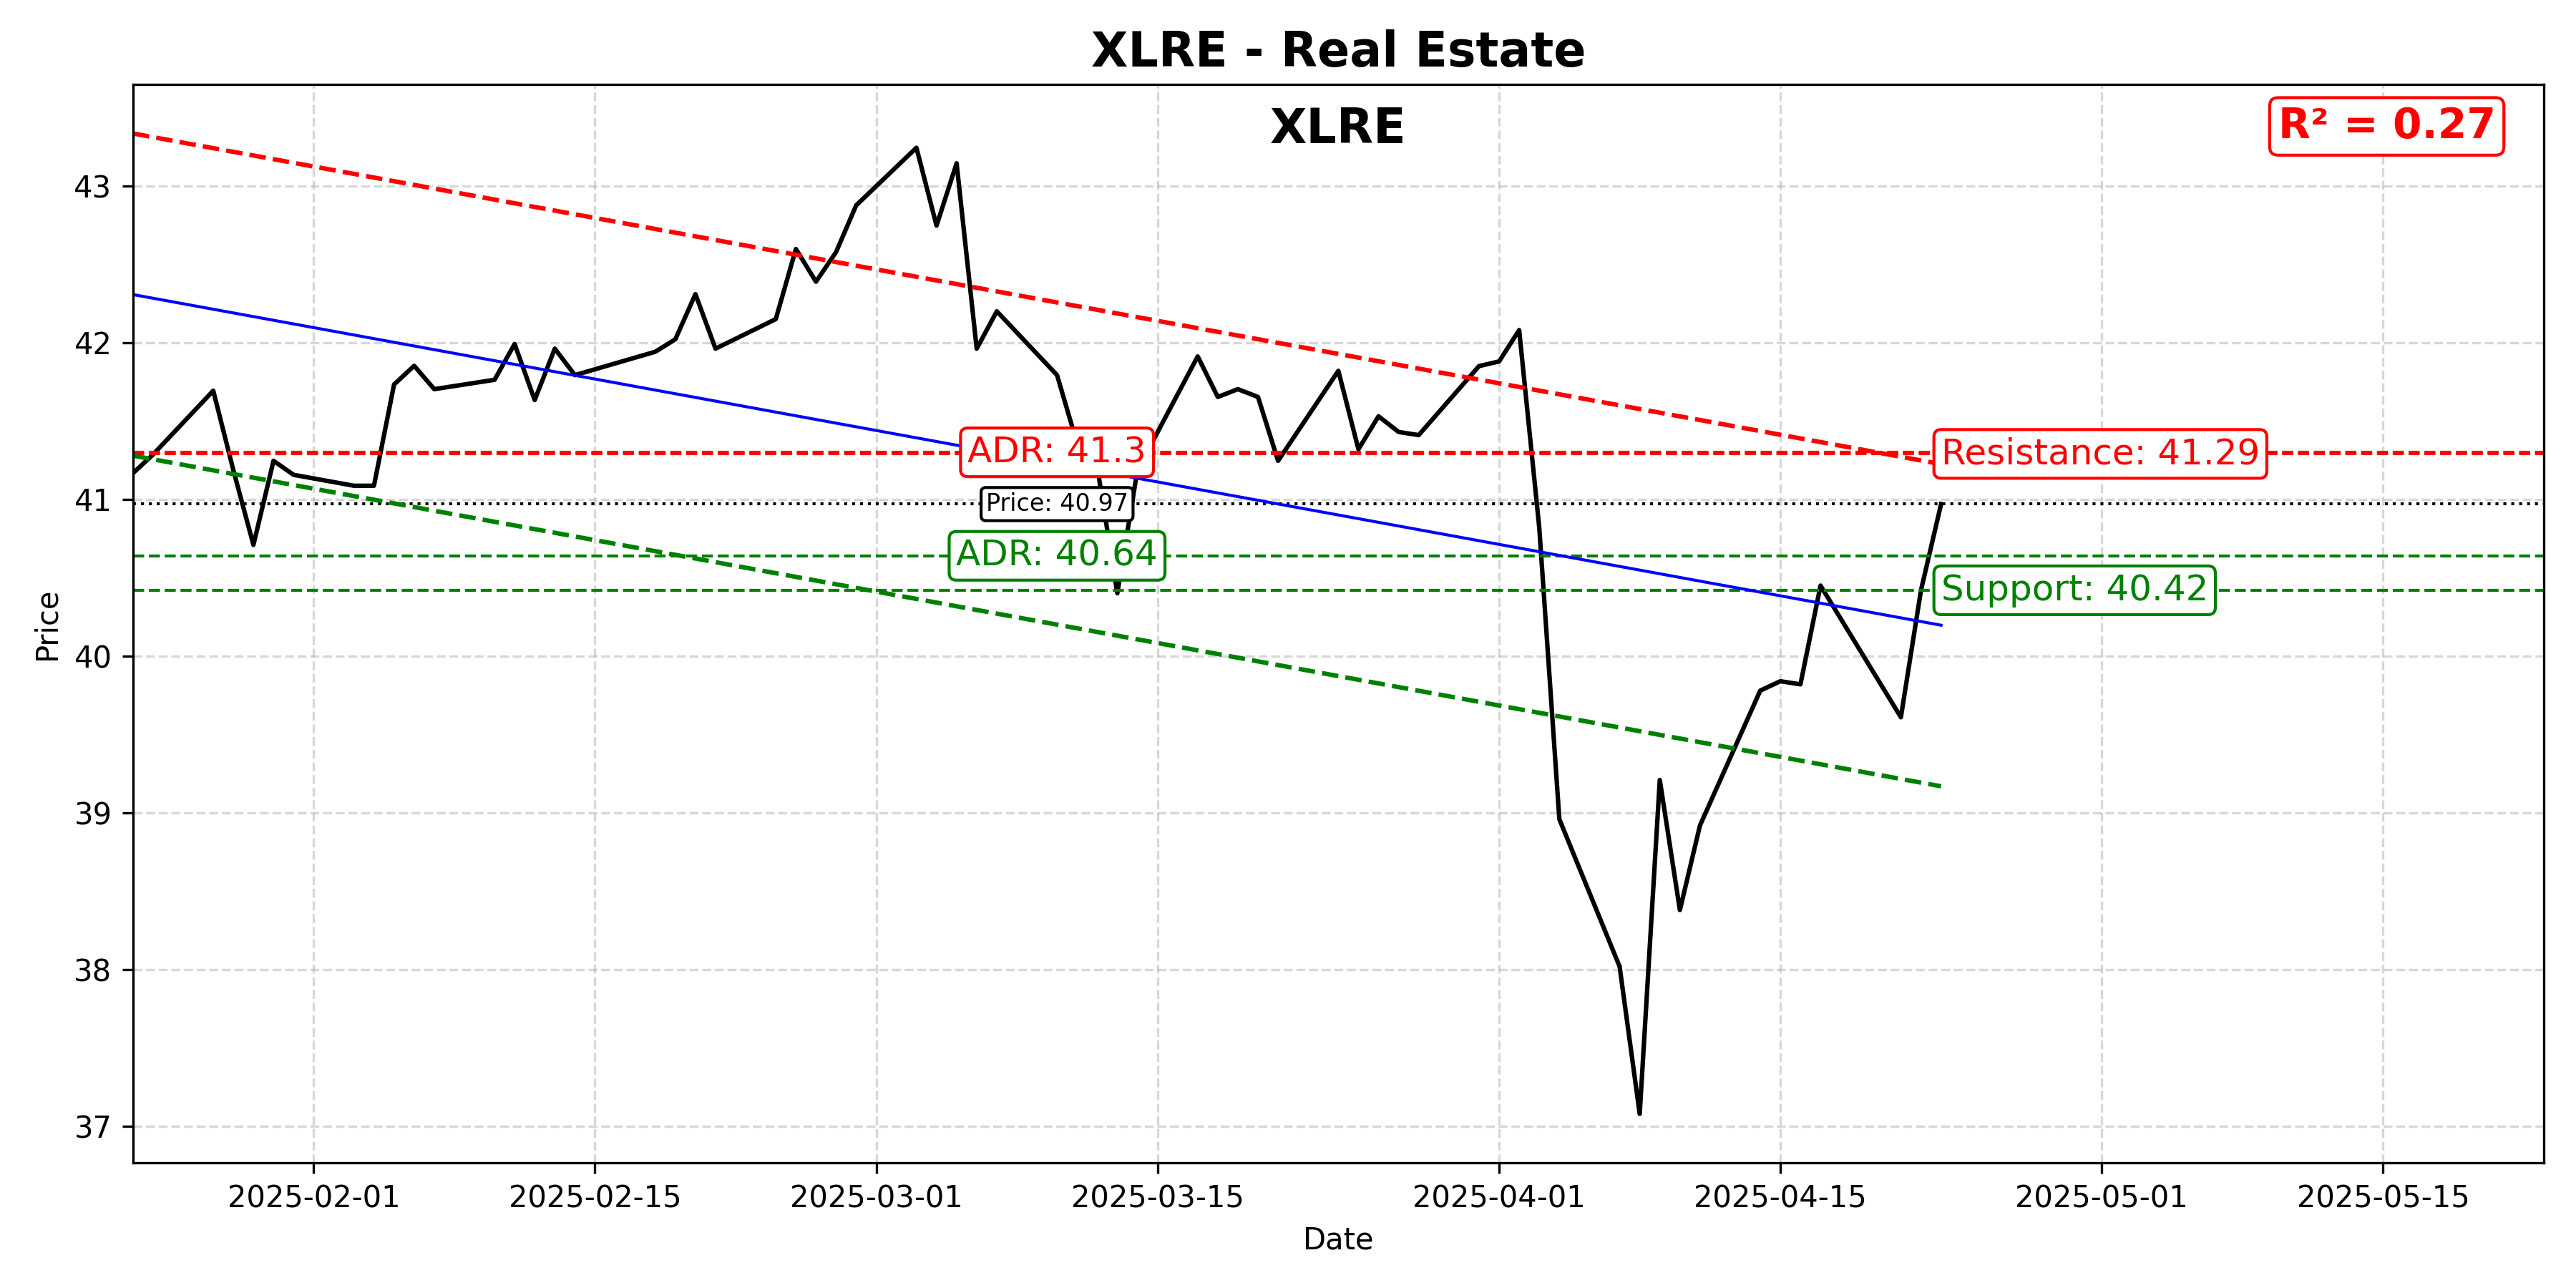 XLRE - Real Estate
XLRE
R² = 0.27
43
42
41
40
39
38
37
Price
ADR: 41.3
Resistance: 41.29
Price: 40.97
ADR: 40.64
Support: 40.42
2025-02-01
2025-02-15
2025-03-01
2025-03-15
2025-04-01
2025-04-15
2025-05-01
2025-05-15
Date